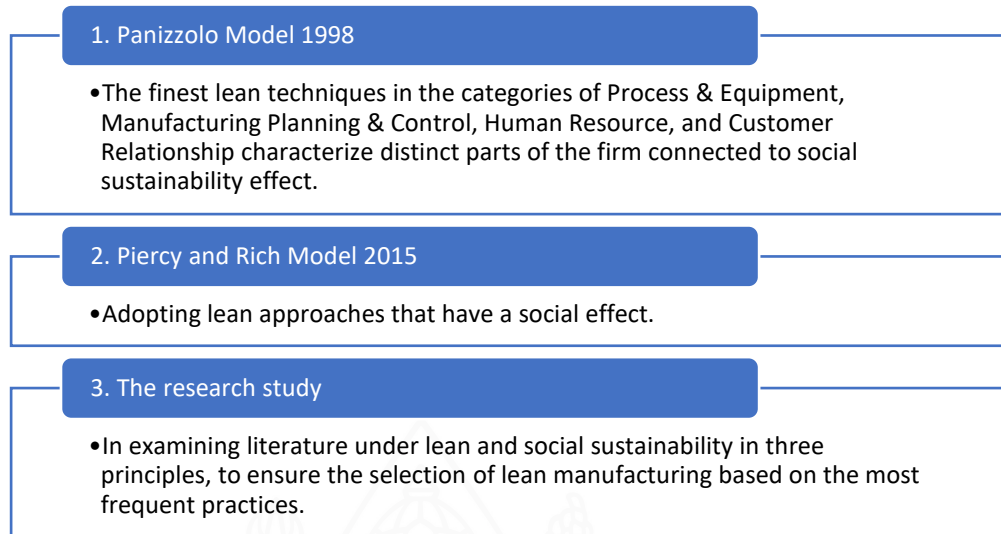 1. Panizzolo Model 1998
•The finest lean techniques in the categories of Process & Equipment,
Manufacturing Planning & Control, Human Resource, and Customer
Relationship characterize distinct parts of the firm connected to social
sustainability effect.
2. Piercy and Rich Model 2015
•Adopting lean approaches that have a social effect.
3. The research study
•In examining literature under lean and social sustainability in three
principles, to ensure the selection of lean manufacturing based on the most
frequent practices.